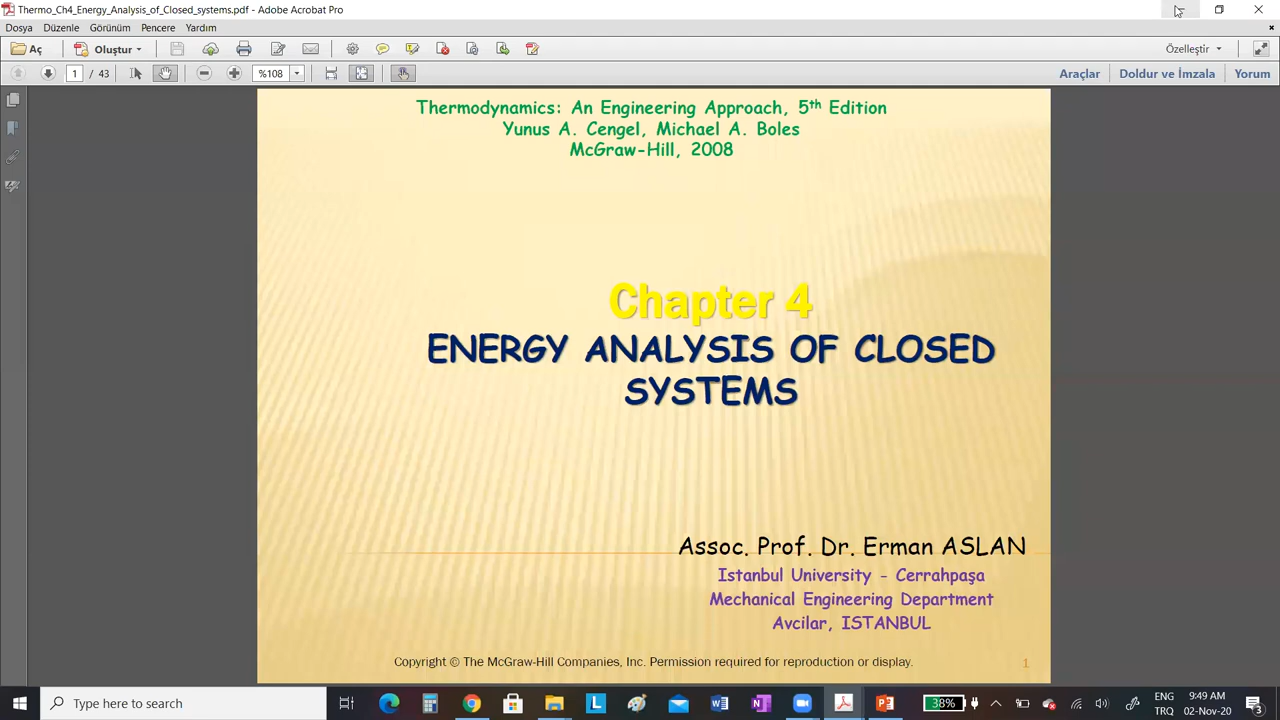 Thermo_Ch4_Energy_Analysis_of_Closed_systems.pdf - Adobe Acrobat Pro
Dosya Düzenle Görünüm Pencere Yardım
Aç Oluştur Özelleştir
1 / 43 %108 Araçlar Doldur ve İmzala Yorum
Thermodynamics: An Engineering Approach, 5th Edition
Yunus A. Cengel, Michael A. Boles
McGraw-Hill, 2008
Chapter 4
ENERGY ANALYSIS OF CLOSED
SYSTEMS
Assoc. Prof. Dr. Erman ASLAN
Istanbul University - Cerrahpaşa
Mechanical Engineering Department
Avcilar, ISTANBUL
Copyright © The McGraw-Hill Companies, Inc. Permission required for reproduction or display. 1
Type here to search
38%
ENG
TRQ
9:49 AM
02-Nov-20
3